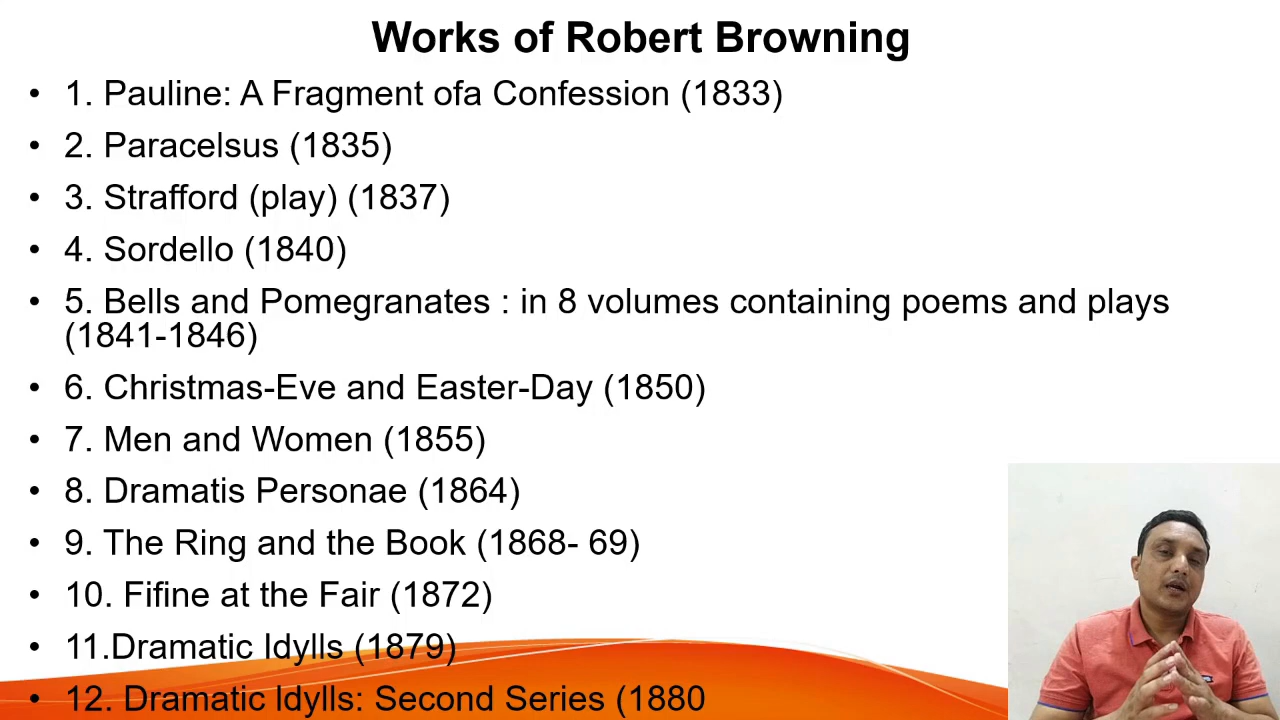 Works of Robert Browning
• 1. Pauline: A Fragment ofa Confession (1833)
• 2. Paracelsus (1835)
• 3. Strafford (play) (1837)
• 4. Sordello (1840)
• 5. Bells and Pomegranates : in 8 volumes containing poems and plays
(1841-1846)
• 6. Christmas-Eve and Easter-Day (1850)
• 7. Men and Women (1855)
• 8. Dramatis Personae (1864)
• 9. The Ring and the Book (1868- 69)
• 10. Fifine at the Fair (1872)
• 11.Dramatic Idylls (1879)
• 12. Dramatic Idylls: Second Series (1880